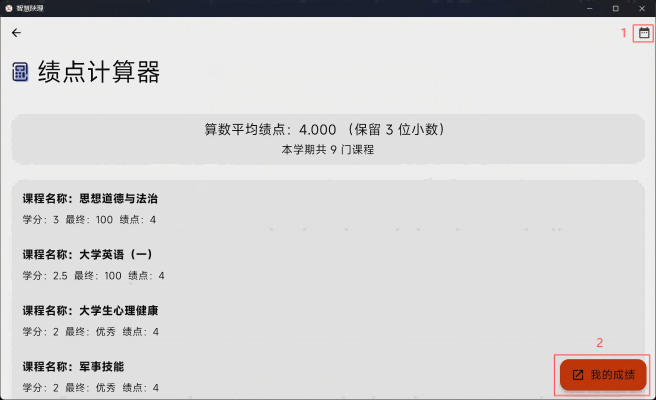 智慧陕理
1
绩点计算器
算数平均绩点：4.000 （保留 3 位小数）
本学期共 9 门课程
课程名称：思想道德与法治
学分：3 最终：100 绩点：4
课程名称：大学英语（一）
学分：2.5 最终：100 绩点：4
课程名称：大学生心理健康
学分：2 最终：优秀 绩点：4
2
课程名称：军事技能
我的成绩
学分：2 最终：优秀 绩点：4